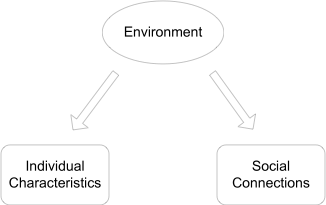 Environment
Individual
Characteristics
Social
Connections